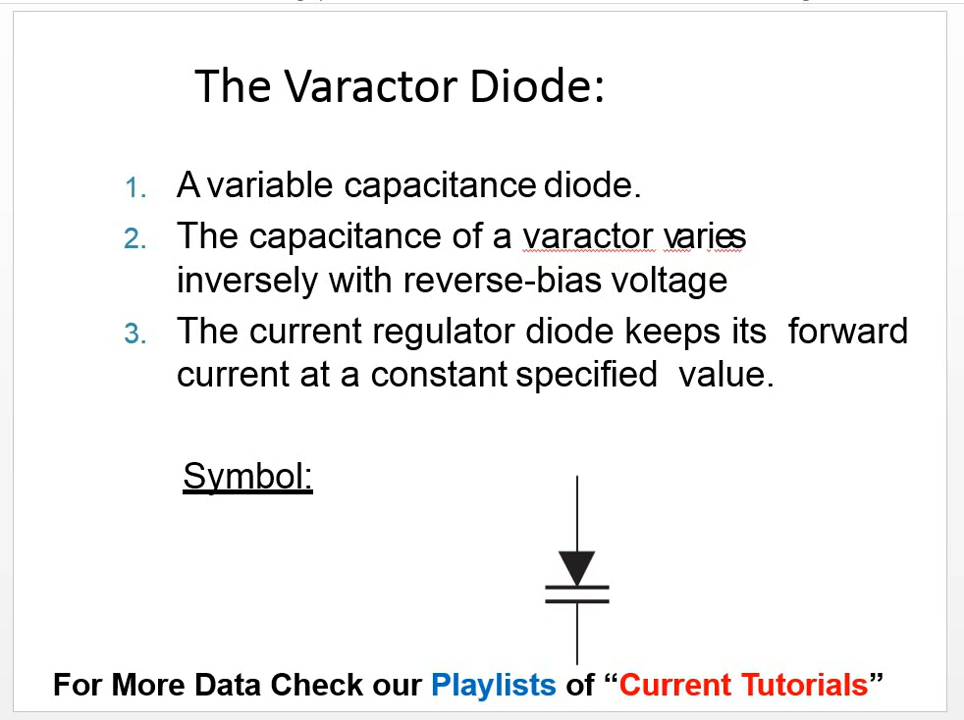 The Varactor Diode:
1. A variable capacitance diode.
2. The capacitance of a varactor varies
inversely with reverse-bias voltage
3. The current regulator diode keeps its forward
current at a constant specified value.
Symbol:
For More Data Check our Playlists of “Current Tutorials”